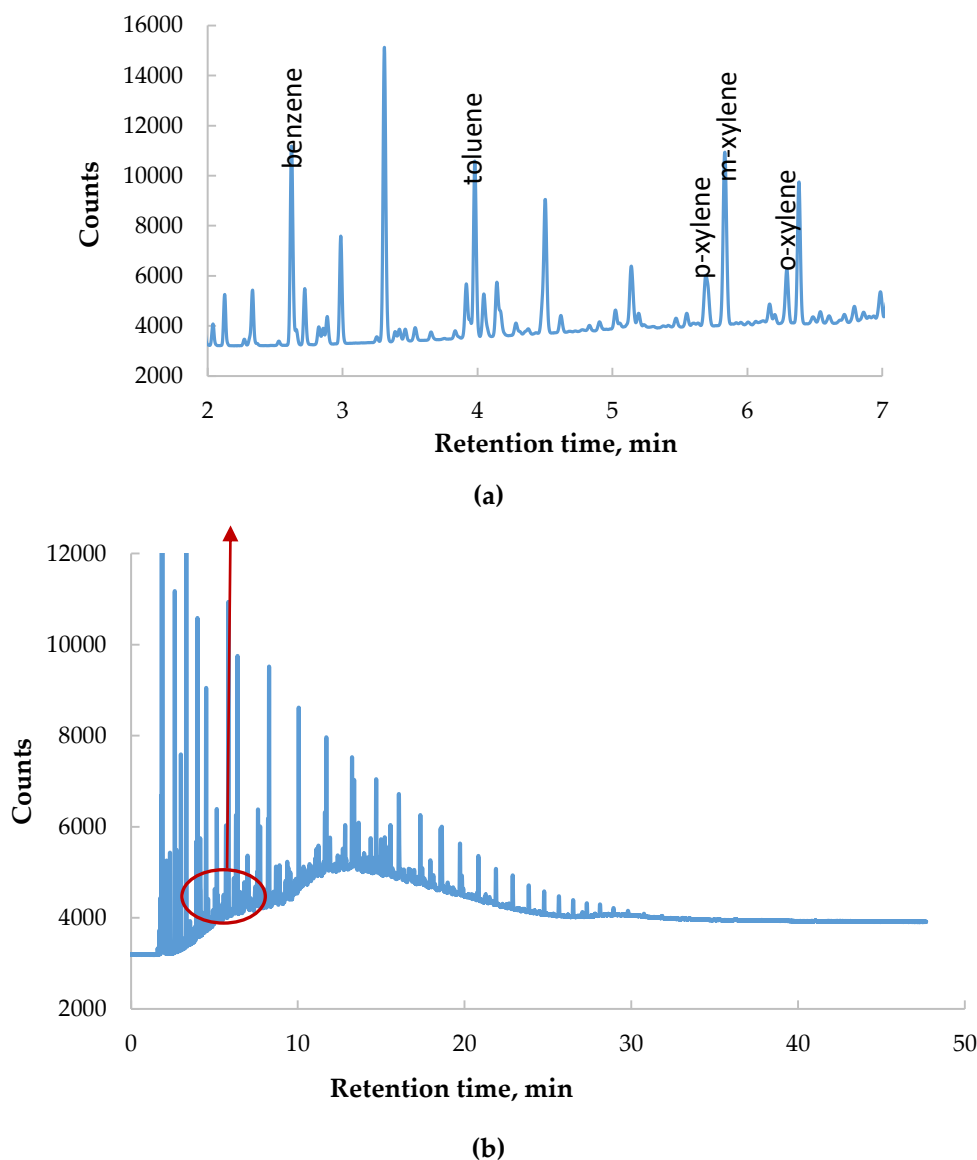 16000
14000
12000
10000
8000
6000
4000
2000
Counts
benzene
toluene
p-xylene
m-xylene
o-xylene
2 3 4 5 6 7
Retention time, min
(a)
12000
10000
8000
6000
4000
2000
Counts
0 10 20 30 40 50
Retention time, min
(b)